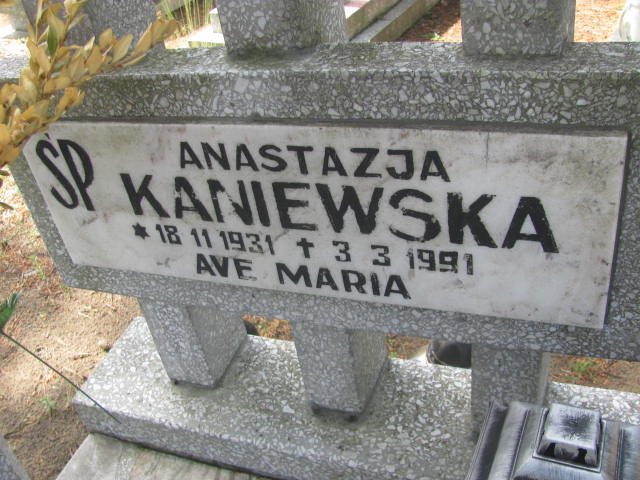 ŚP
ANASTAZJA
KANIEWSKA
* 18 11 1931 ✝ 3 3 1991
AVE MARIA